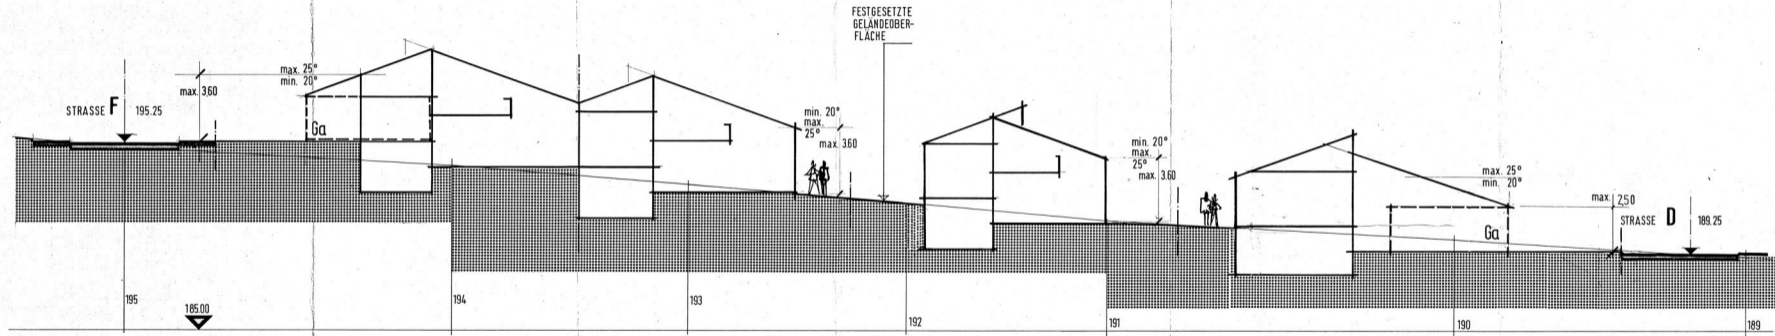 FESTGESETZTE
GELÄNDEOBER-
FLÄCHE
max. 25°
min. 20°
max. 3,60
STRASSE F 195.25
Ga
min. 20°
max.
25°
max. 3.60
min. 20°
max.
25°
max. 3.60
max. 25°
min. 20°
max. 2,50
STRASSE D 189.25
Ga
195
194
193
192
191
190
189
185.00